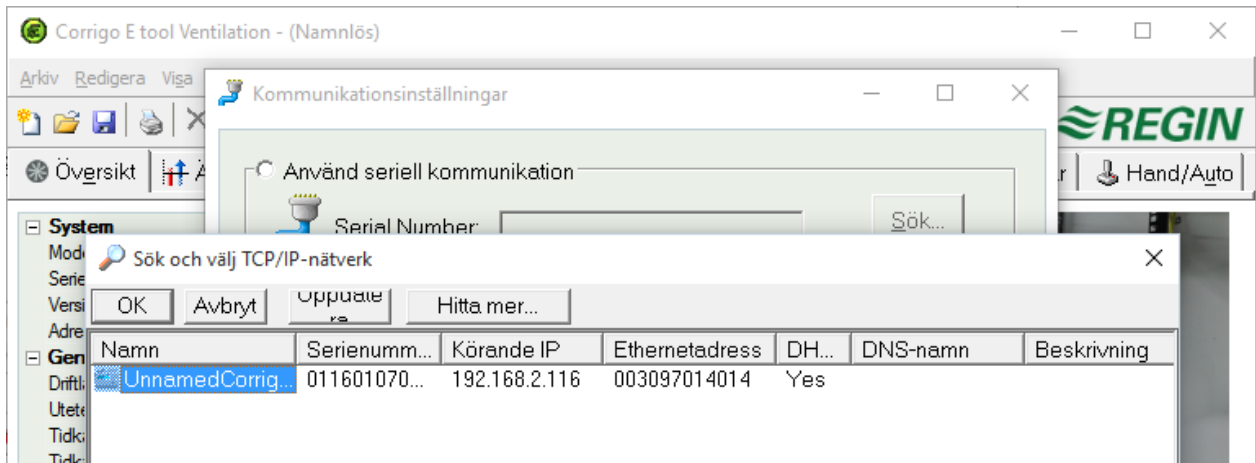 Corrigo E tool Ventilation - (Namnlös)
Arkiv Redigera Visa
Kommunikationsinställningar
REGIN
Översikt
Hand/Auto
Använd seriell kommunikation
Serial Number:
Sök...
System
Sök och välj TCP/IP-nätverk
OK Avbryt Uppdatera Hitta mer...
Namn Serienumm... Körande IP Ethernetadress DH... DNS-namn Beskrivning
UnnamedCorrig... 011601070... 192.168.2.116 003097014014 Yes